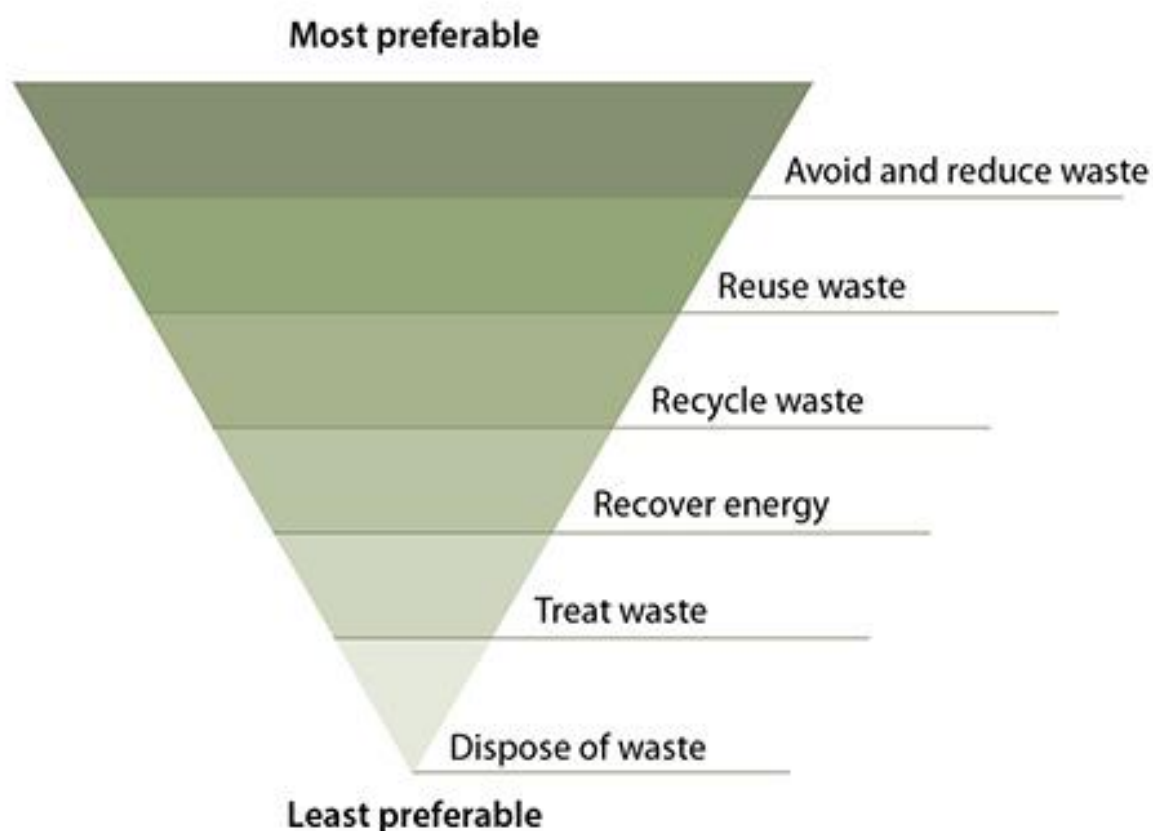 Most preferable
Avoid and reduce waste
Reuse waste
Recycle waste
Recover energy
Treat waste
Dispose of waste
Least preferable